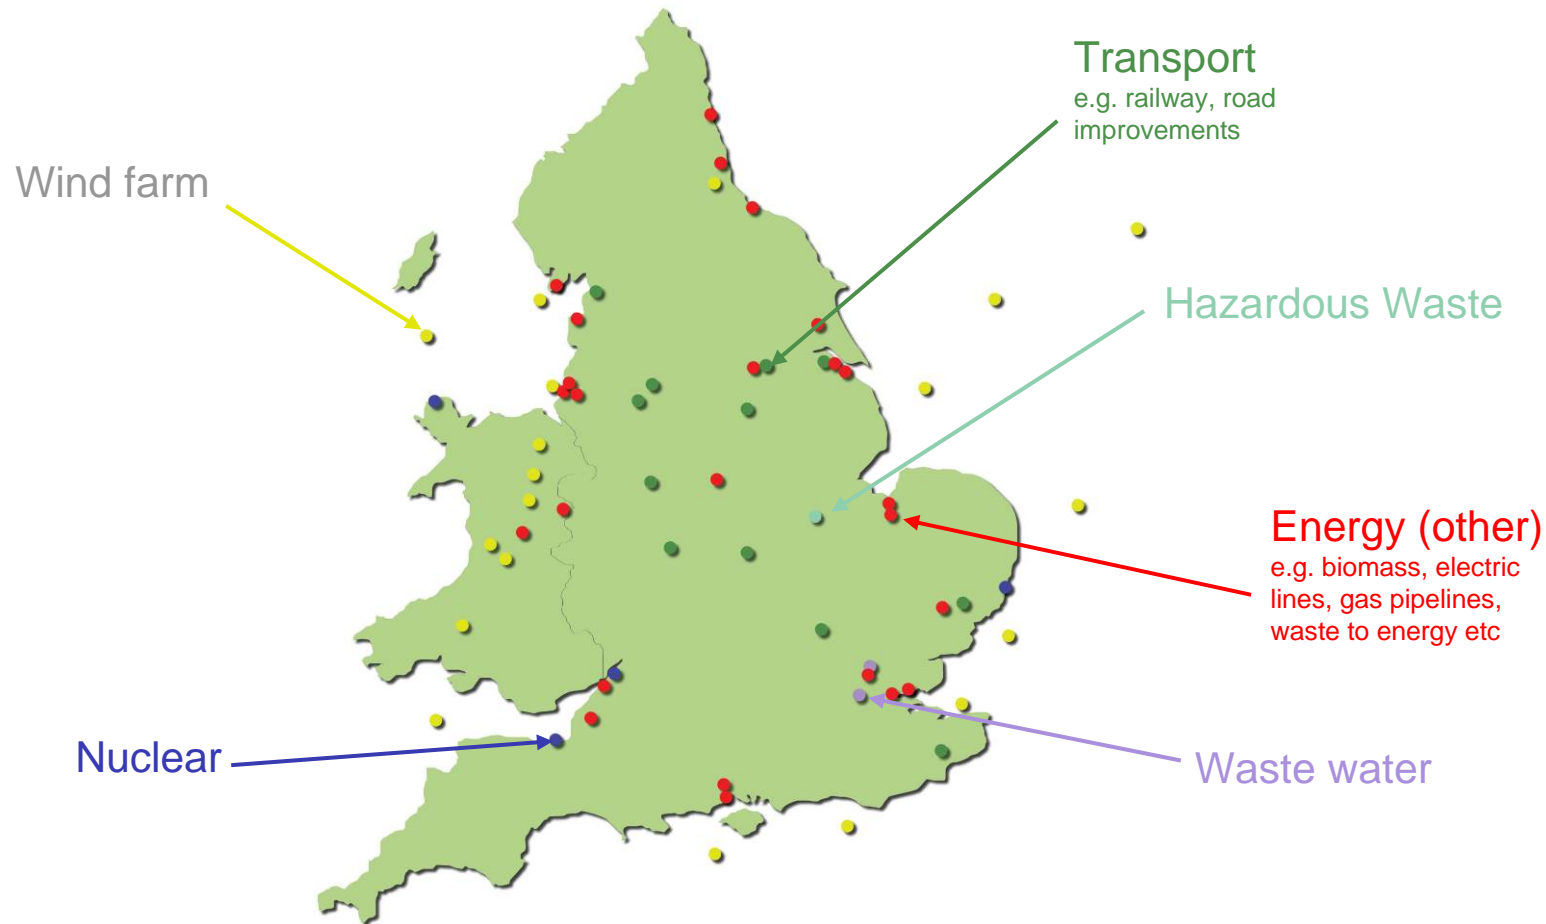 Transport
e.g. railway, road
improvements
Wind farm
Hazardous Waste
Energy (other)
e.g. biomass, electric
lines, gas pipelines,
waste to energy etc
Nuclear
Waste water